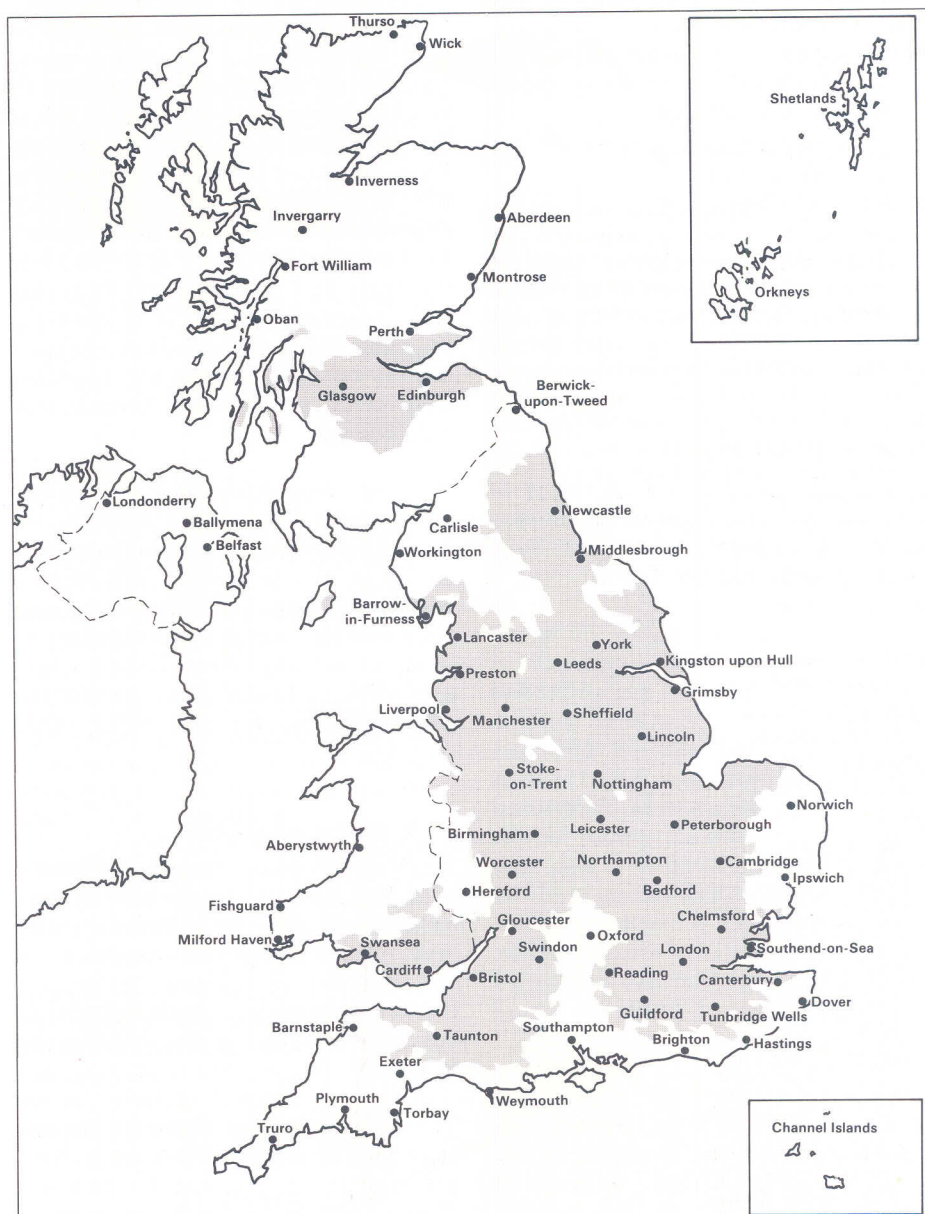 Thurso
Wick
Shetlands
Inverness
Invergarry
Aberdeen
Fort William
Montrose
Orkneys
Oban
Perth
Glasgow
Edinburgh
Berwick-
upon-Tweed
Londonderry
Ballymena
Belfast
Carlisle
Newcastle
Workington
Middlesbrough
Barrow-
in-Furness
Lancaster
York
Leeds
Kingston upon Hull
Preston
Grimsby
Liverpool
Manchester
Sheffield
Lincoln
Stoke-
on-Trent
Nottingham
Norwich
Birmingham
Leicester
Peterborough
Aberystwyth
Worcester
Northampton
Cambridge
Hereford
Bedford
Ipswich
Fishguard
Gloucester
Chelmsford
Milford Haven
Swansea
Swindon
Oxford
London
Southend-on-Sea
Cardiff
Bristol
Reading
Canterbury
Guildford
Tunbridge Wells
Dover
Barnstaple
Taunton
Southampton
Brighton
Hastings
Exeter
Weymouth
Plymouth
Torbay
Truro
Channel Islands